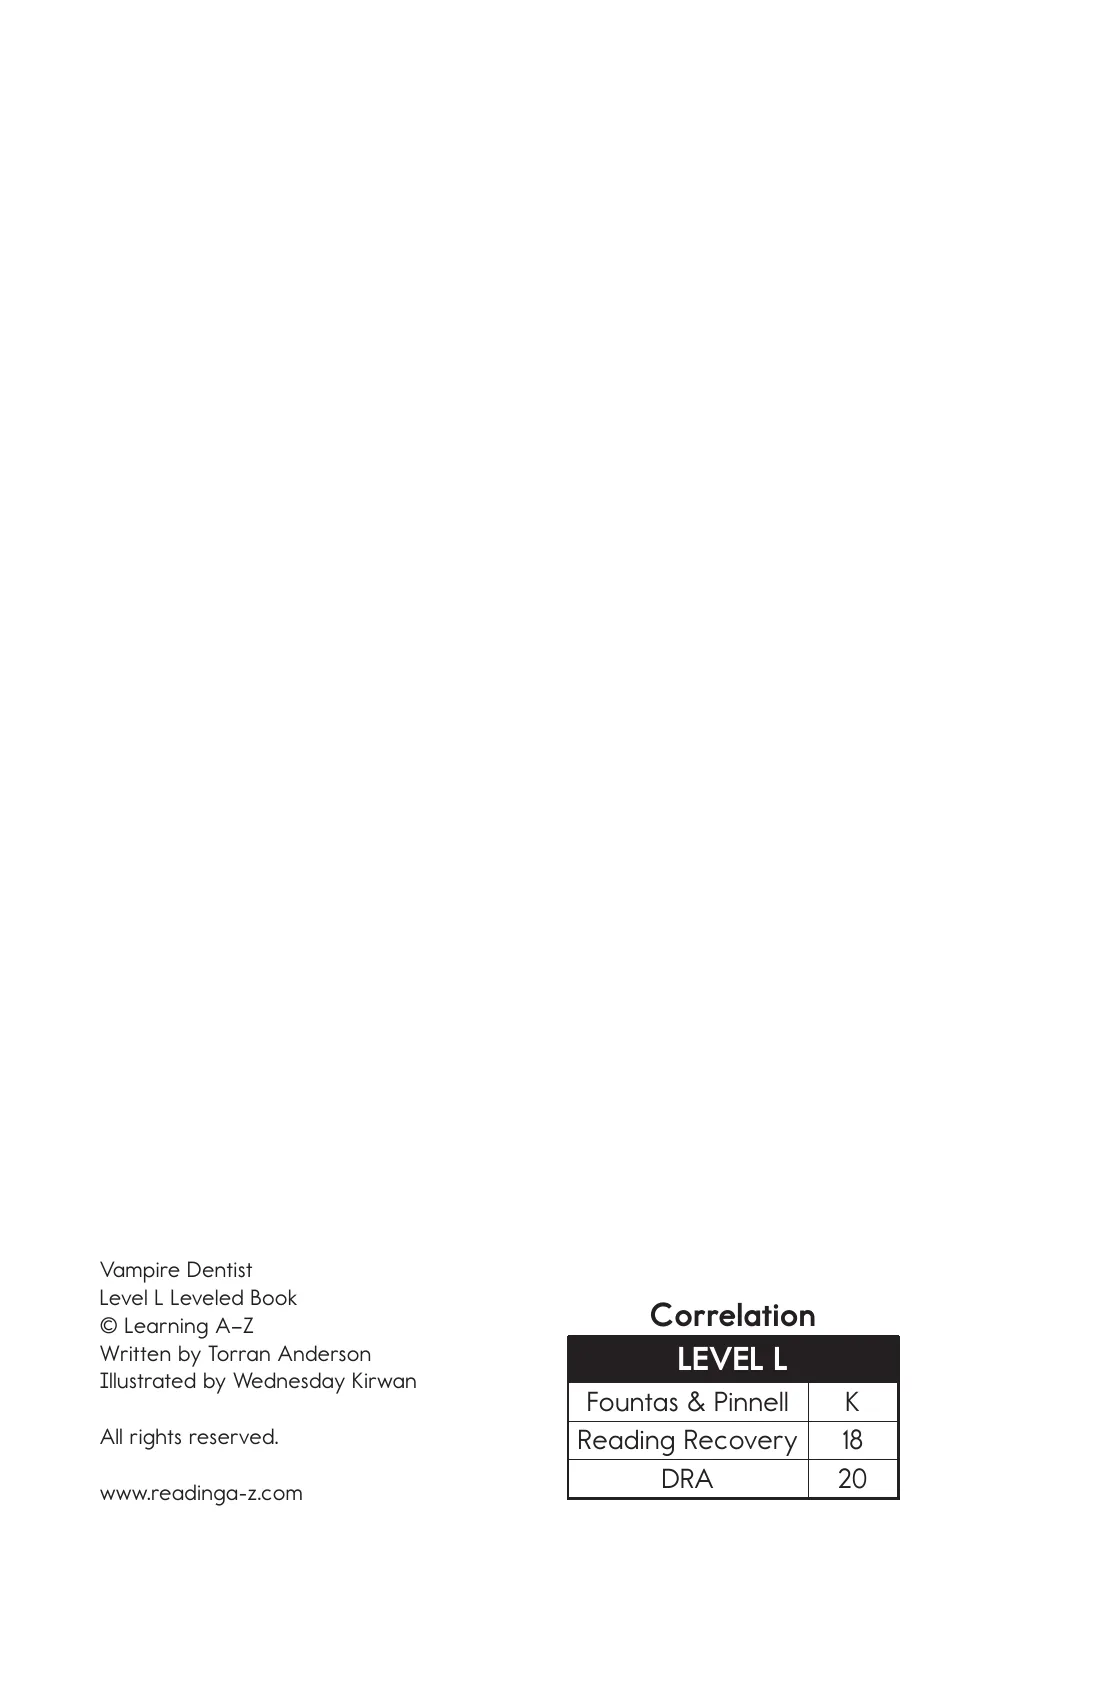 Vampire Dentist
Level L Leveled Book
© Learning A–Z
Written by Torran Anderson
Illustrated by Wednesday Kirwan
All rights reserved.
www.readinga-z.com
Correlation
LEVEL L
Fountas & Pinnell K
Reading Recovery 18
DRA 20